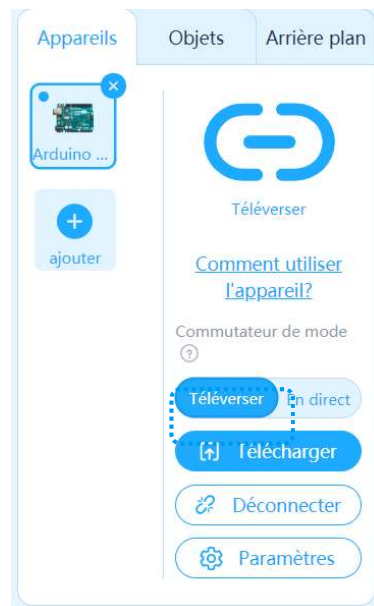 Appareils Objets Arrière plan
Arduino ...
ajouter
Téléverser
Comment utiliser
l'appareil?
Commutateur de mode
?
Téléverser En direct
Télécharger
Déconnecter
Paramètres